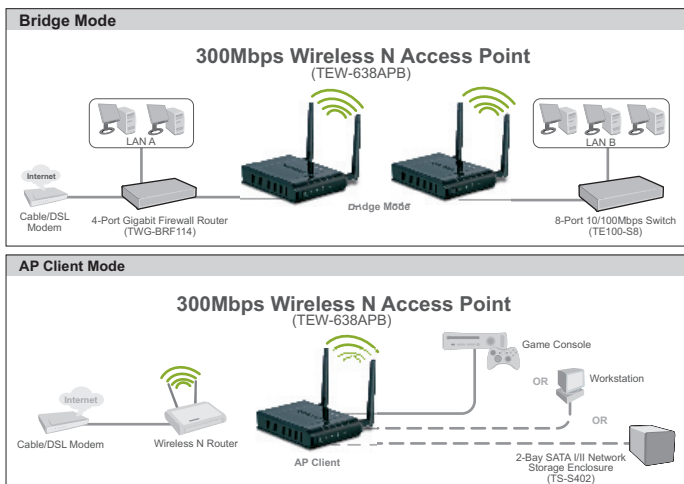 Bridge Mode
300Mbps Wireless N Access Point
(TEW-638APB)
LAN A
LAN B
Internet
Cable/DSL
Modem
4-Port Gigabit Firewall Router
(TWG-BRF114)
Bridge Mode
8-Port 10/100Mbps Switch
(TE100-S8)
AP Client Mode
300Mbps Wireless N Access Point
(TEW-638APB)
Game Console
OR
Workstation
Internet
OR
Cable/DSL Modem
Wireless N Router
AP Client
2-Bay SATA I/II Network
Storage Enclosure
(TS-S402)